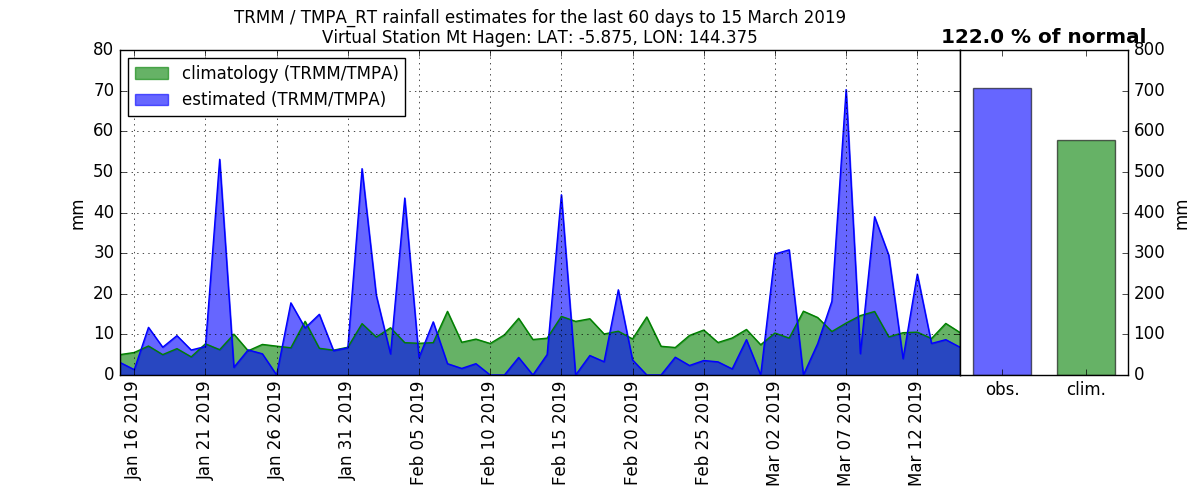 TRMM / TMPA_RT rainfall estimates for the last 60 days to 15 March 2019
Virtual Station Mt Hagen: LAT: -5.875, LON: 144.375
122.0 % of normal
climatology (TRMM/TMPA)
estimated (TRMM/TMPA)
mm
80
70
60
50
40
30
20
10
0
Jan 16 2019
Jan 21 2019
Jan 26 2019
Jan 31 2019
Feb 05 2019
Feb 10 2019
Feb 15 2019
Feb 20 2019
Feb 25 2019
Mar 02 2019
Mar 07 2019
Mar 12 2019
obs.
clim.
800
700
600
500
400
300
200
100
0
mm